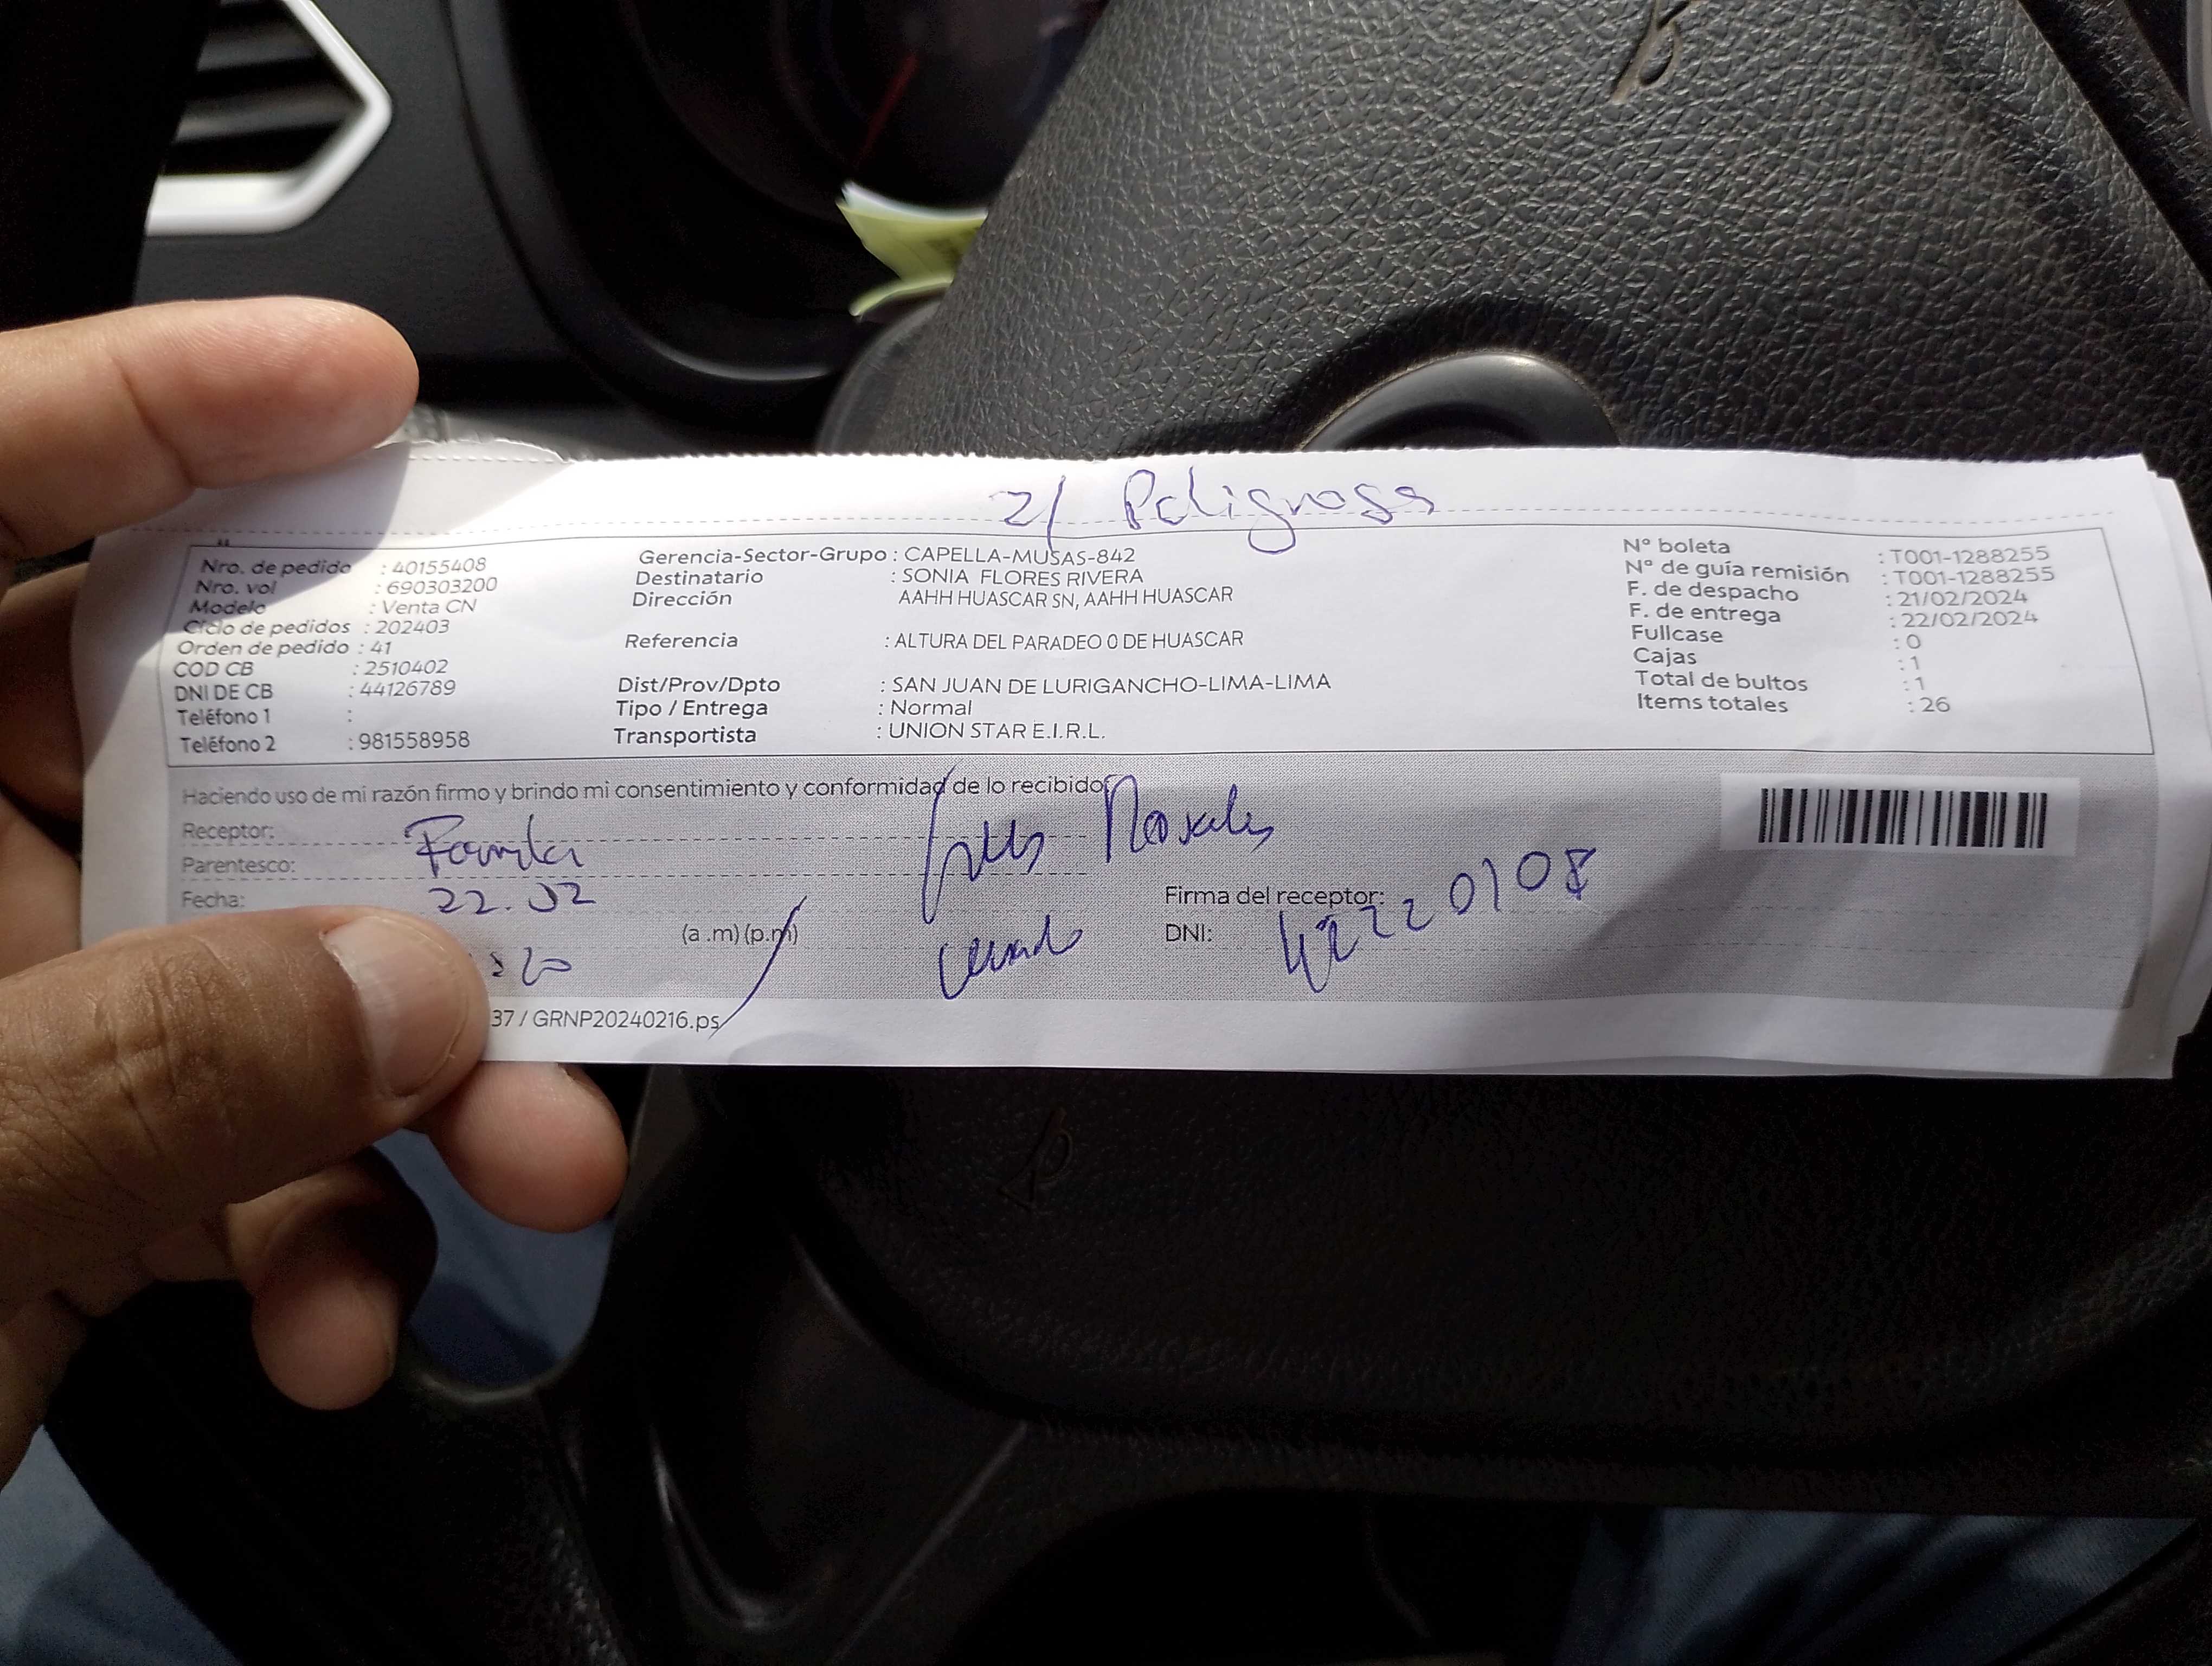 2/ Peligrosa
Nro. de pedido : 40155408
Nro. vol : 690303200
Modelo : Venta CN
Ciclo de pedidos : 202403
Orden de pedido : 41
COD CB : 2510402
DNI DE CB : 44126789
Teléfono 1 :
Teléfono 2 : 981558958
Gerencia-Sector-Grupo : CAPELLA-MUSAS-842
Destinatario : SONIA FLORES RIVERA
Dirección AAHH HUASCAR SN, AAHH HUASCAR
Referencia : ALTURA DEL PARADEO 0 DE HUASCAR
Dist/Prov/Dpto : SAN JUAN DE LURIGANCHO-LIMA-LIMA
Tipo / Entrega : Normal
Transportista : UNION STAR E.I.R.L.
Nº boleta : T001-1288255
Nº de guía remisión : T001-1288255
F. de despacho : 21/02/2024
F. de entrega : 22/02/2024
Fullcase : 0
Cajas : 1
Total de bultos : 1
Items totales : 26
Haciendo uso de mi razón firmo y brindo mi consentimiento y conformidad de lo recibido
Receptor:
Parentesco:
Fecha: 22.02
(a .m) (p.m)
20
Firma del receptor:
DNI:
37 / GRNP20240216.ps